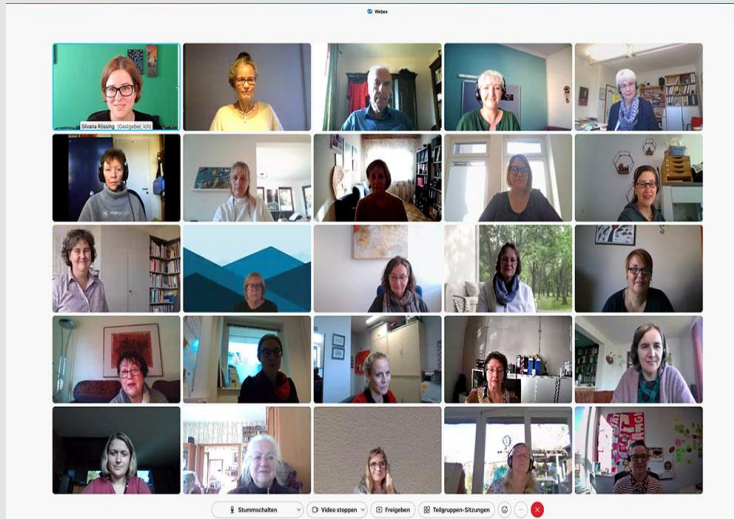 Webex
Silvana Rössing (Gastgeber, ich)
Stummschalten
Video stoppen
Freigeben
Teilgruppen-Sitzungen